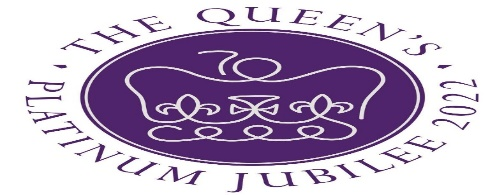 THE QUEEN'S
PLATINUM JUBILEE 2022
70